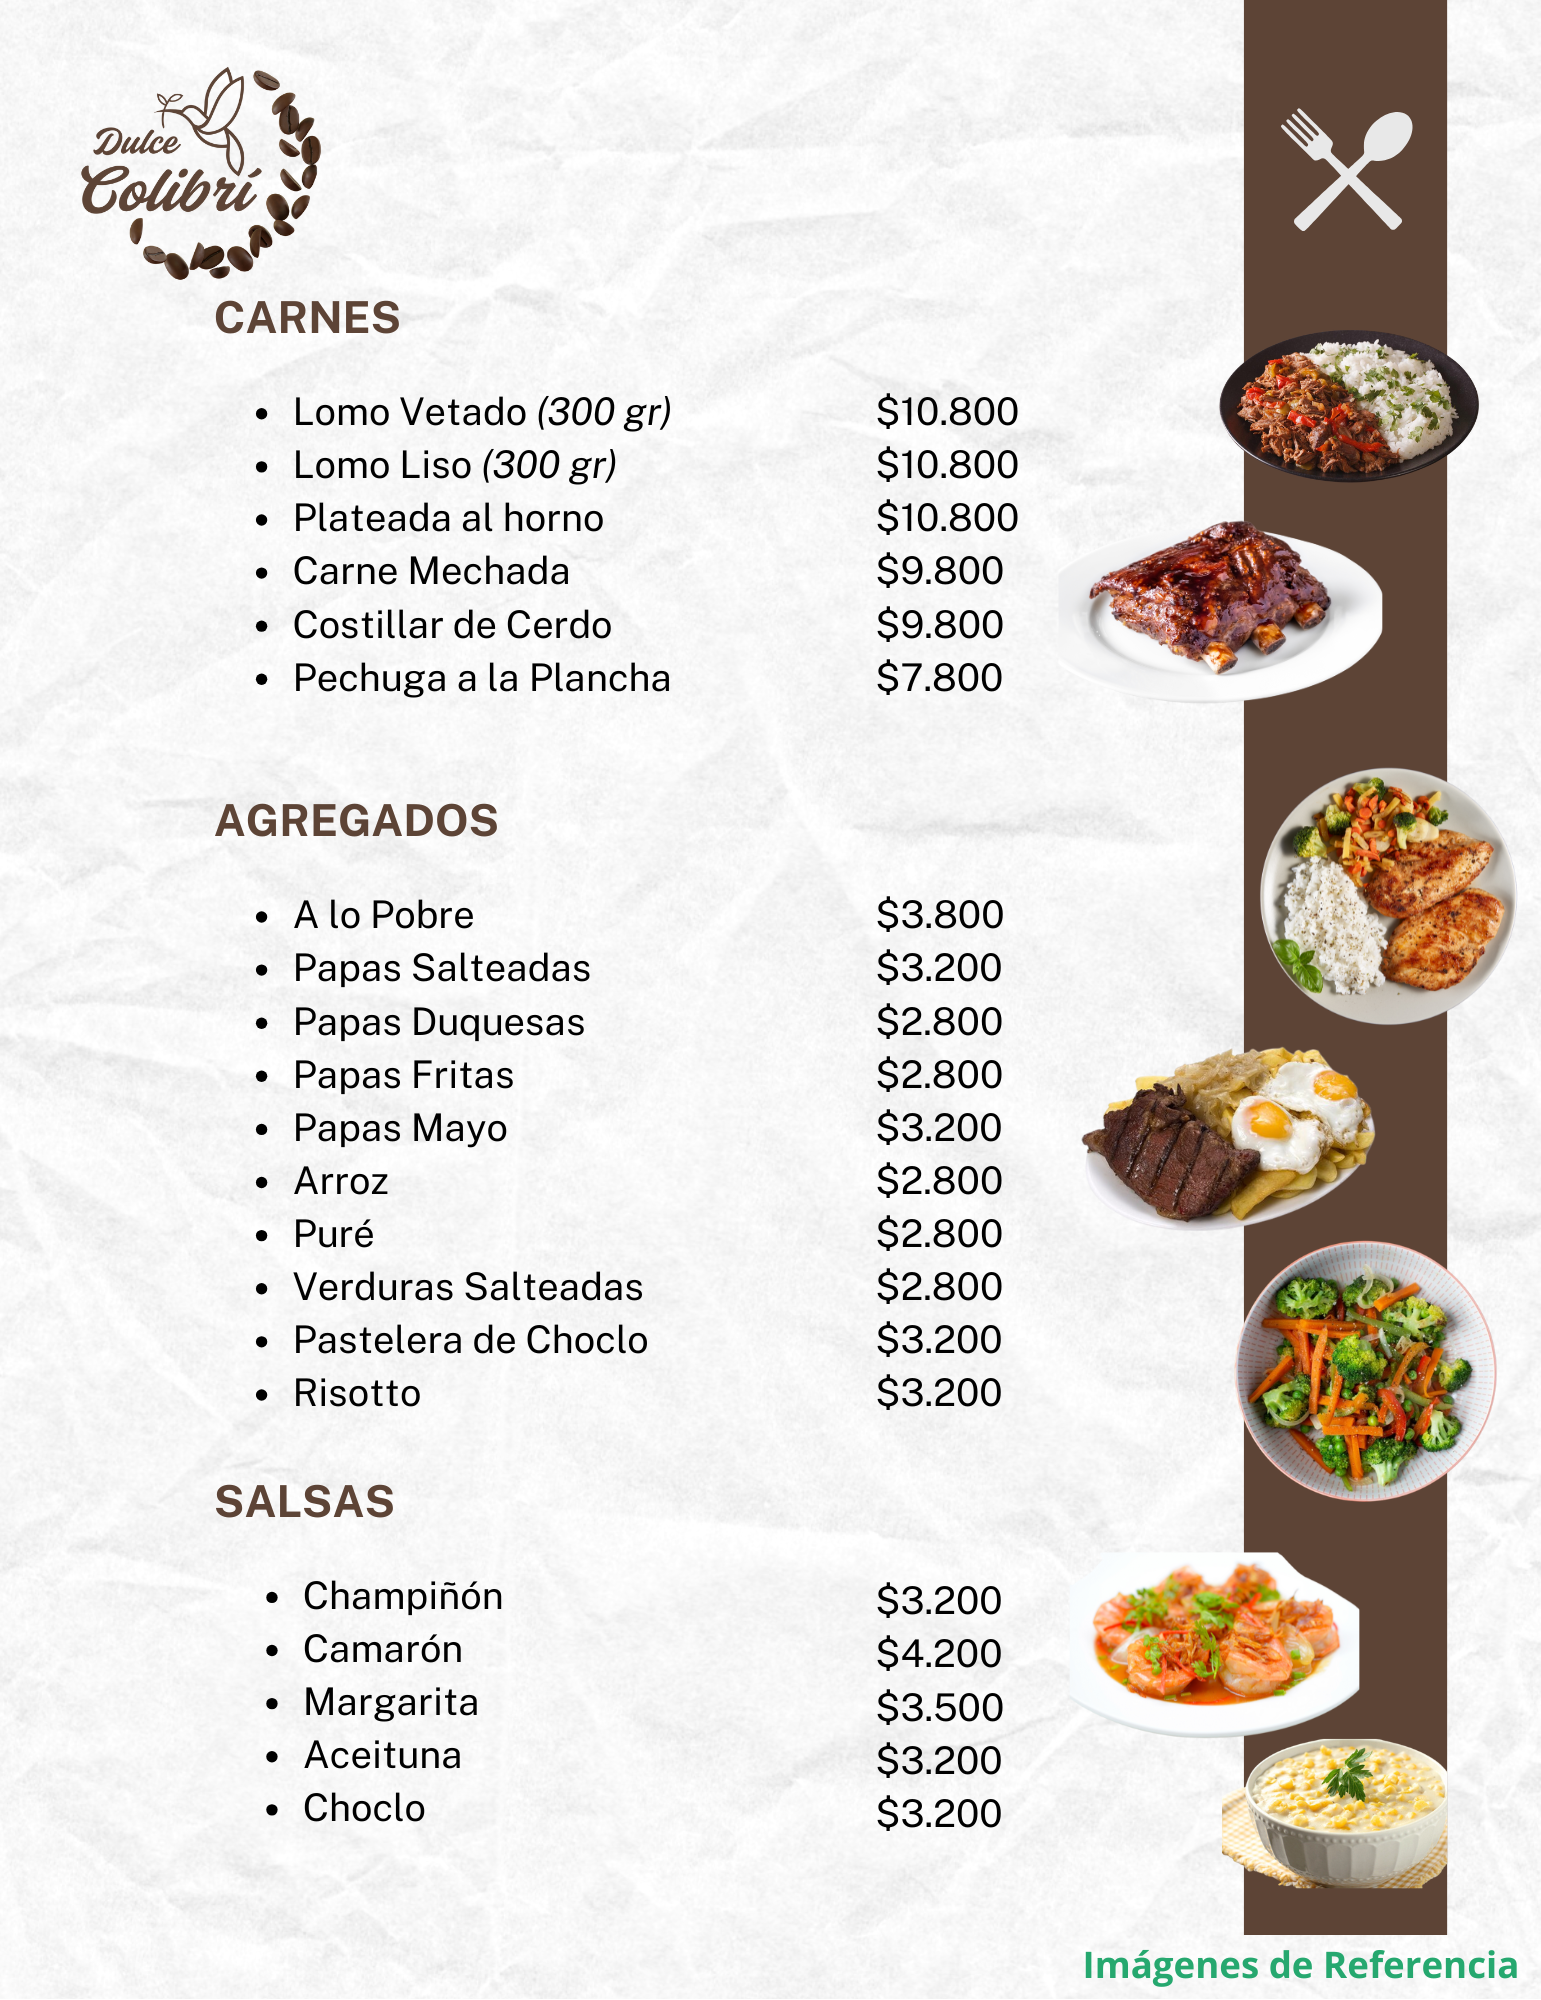 Dulce
Colibrí
CARNES
• Lomo Vetado (300 gr) $10.800
• Lomo Liso (300 gr) $10.800
• Plateada al horno $10.800
• Carne Mechada $9.800
• Costillar de Cerdo $9.800
• Pechuga a la Plancha $7.800
AGREGADOS
• A lo Pobre $3.800
• Papas Salteadas $3.200
• Papas Duquesas $2.800
• Papas Fritas $2.800
• Papas Mayo $3.200
• Arroz $2.800
• Puré $2.800
• Verduras Salteadas $2.800
• Pastelera de Choclo $3.200
• Risotto $3.200
SALSAS
• Champiñón $3.200
• Camarón $4.200
• Margarita $3.500
• Aceituna $3.200
• Choclo $3.200
Imágenes de Referencia